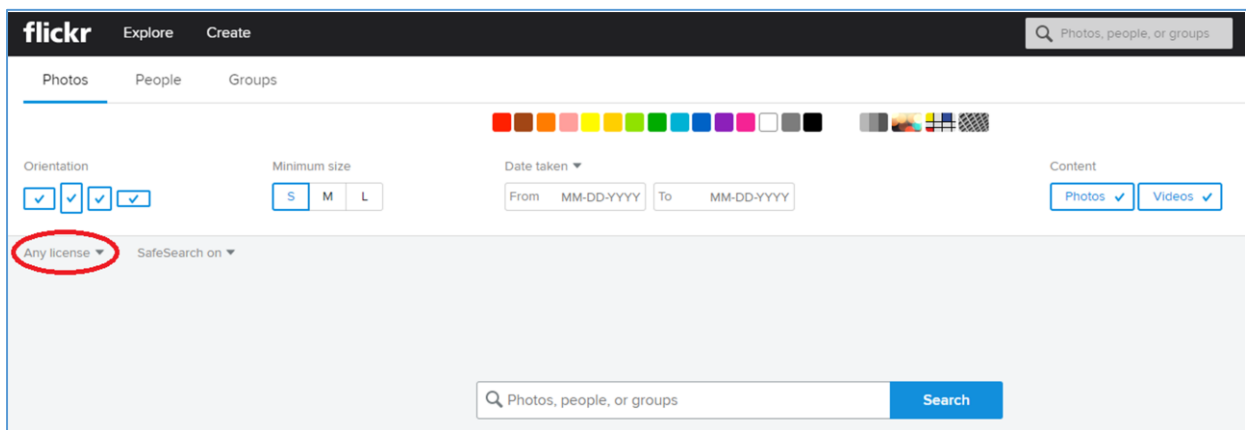 flickr Explore Create Photos, people, or groups
Photos People Groups
Orientation Minimum size Date taken Content
S M L From MM-DD-YYYY To MM-DD-YYYY Photos Videos
Any license SafeSearch on
Photos, people, or groups Search